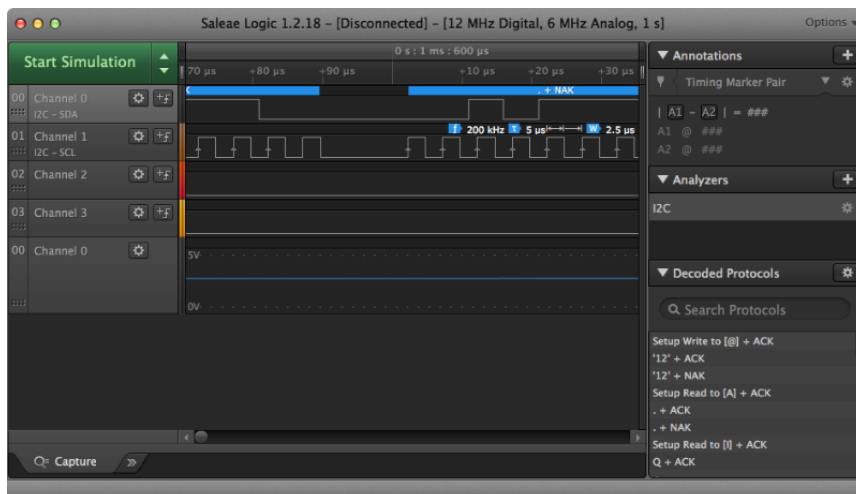 Saleae Logic 1.2.18 – [Disconnected] – [12 MHz Digital, 6 MHz Analog, 1 s]
Options
Start Simulation
0 s : 1 ms : 600 µs
70 µs +80 µs +90 µs +10 µs +20 µs +30 µs
00 Channel 0
I2C – SDA
. + NAK
01 Channel 1
I2C – SCL
f 200 kHz T 5 µs W 2.5 µs
02 Channel 2
03 Channel 3
00 Channel 0
5V
0V
Capture
Annotations
Timing Marker Pair
| A1 – A2 | = ###
A1 @ ###
A2 @ ###
Analyzers
I2C
Decoded Protocols
Search Protocols
Setup Write to [@] + ACK
'12' + ACK
'12' + NAK
Setup Read to [A] + ACK
. + ACK
. + NAK
Setup Read to [I] + ACK
Q + ACK